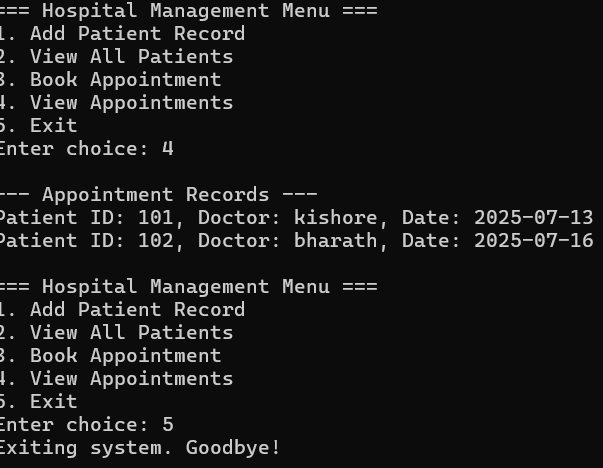 === Hospital Management Menu ===
1. Add Patient Record
2. View All Patients
3. Book Appointment
4. View Appointments
5. Exit
Enter choice: 4
--- Appointment Records ---
Patient ID: 101, Doctor: kishore, Date: 2025-07-13
Patient ID: 102, Doctor: bharath, Date: 2025-07-16
=== Hospital Management Menu ===
1. Add Patient Record
2. View All Patients
3. Book Appointment
4. View Appointments
5. Exit
Enter choice: 5
Exiting system. Goodbye!